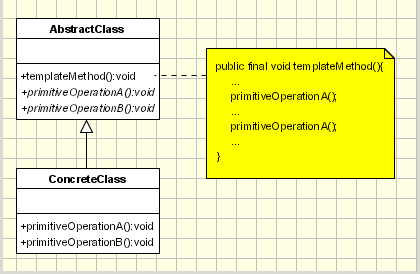 AbstractClass
+templateMethod():void
+primitiveOperationA():void
+primitiveOperationB():void
public final void templateMethod(){
...
primitiveOperationA();
...
primitiveOperationA();
...
}
ConcreteClass
+primitiveOperationA():void
+primitiveOperationB():void